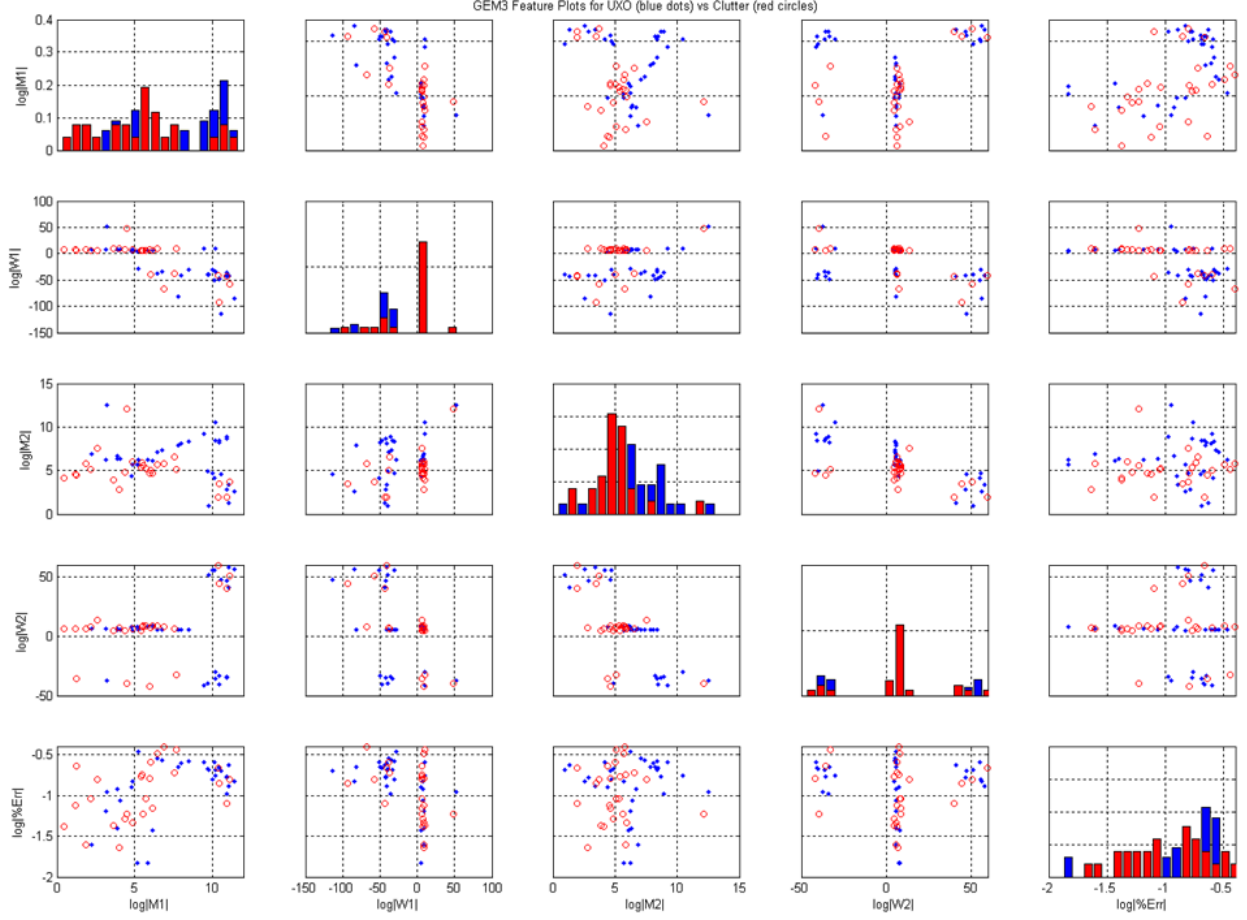 GEM3 Feature Plots for UXO (blue dots) vs Clutter (red circles)
0.4
0.3
0.2
0.1
0
log|M1|
100
50
0
-50
-100
-150
log|W1|
15
10
5
0
log|M2|
50
0
-50
log|W2|
-0.5
-1
-1.5
-2
log|%Err|
0 5 10
-150 -100 -50 0 50 100
0 5 10 15
-50 0 50
-2 -1.5 -1 -0.5
log|M1|
log|W1|
log|M2|
log|W2|
log|%Err|